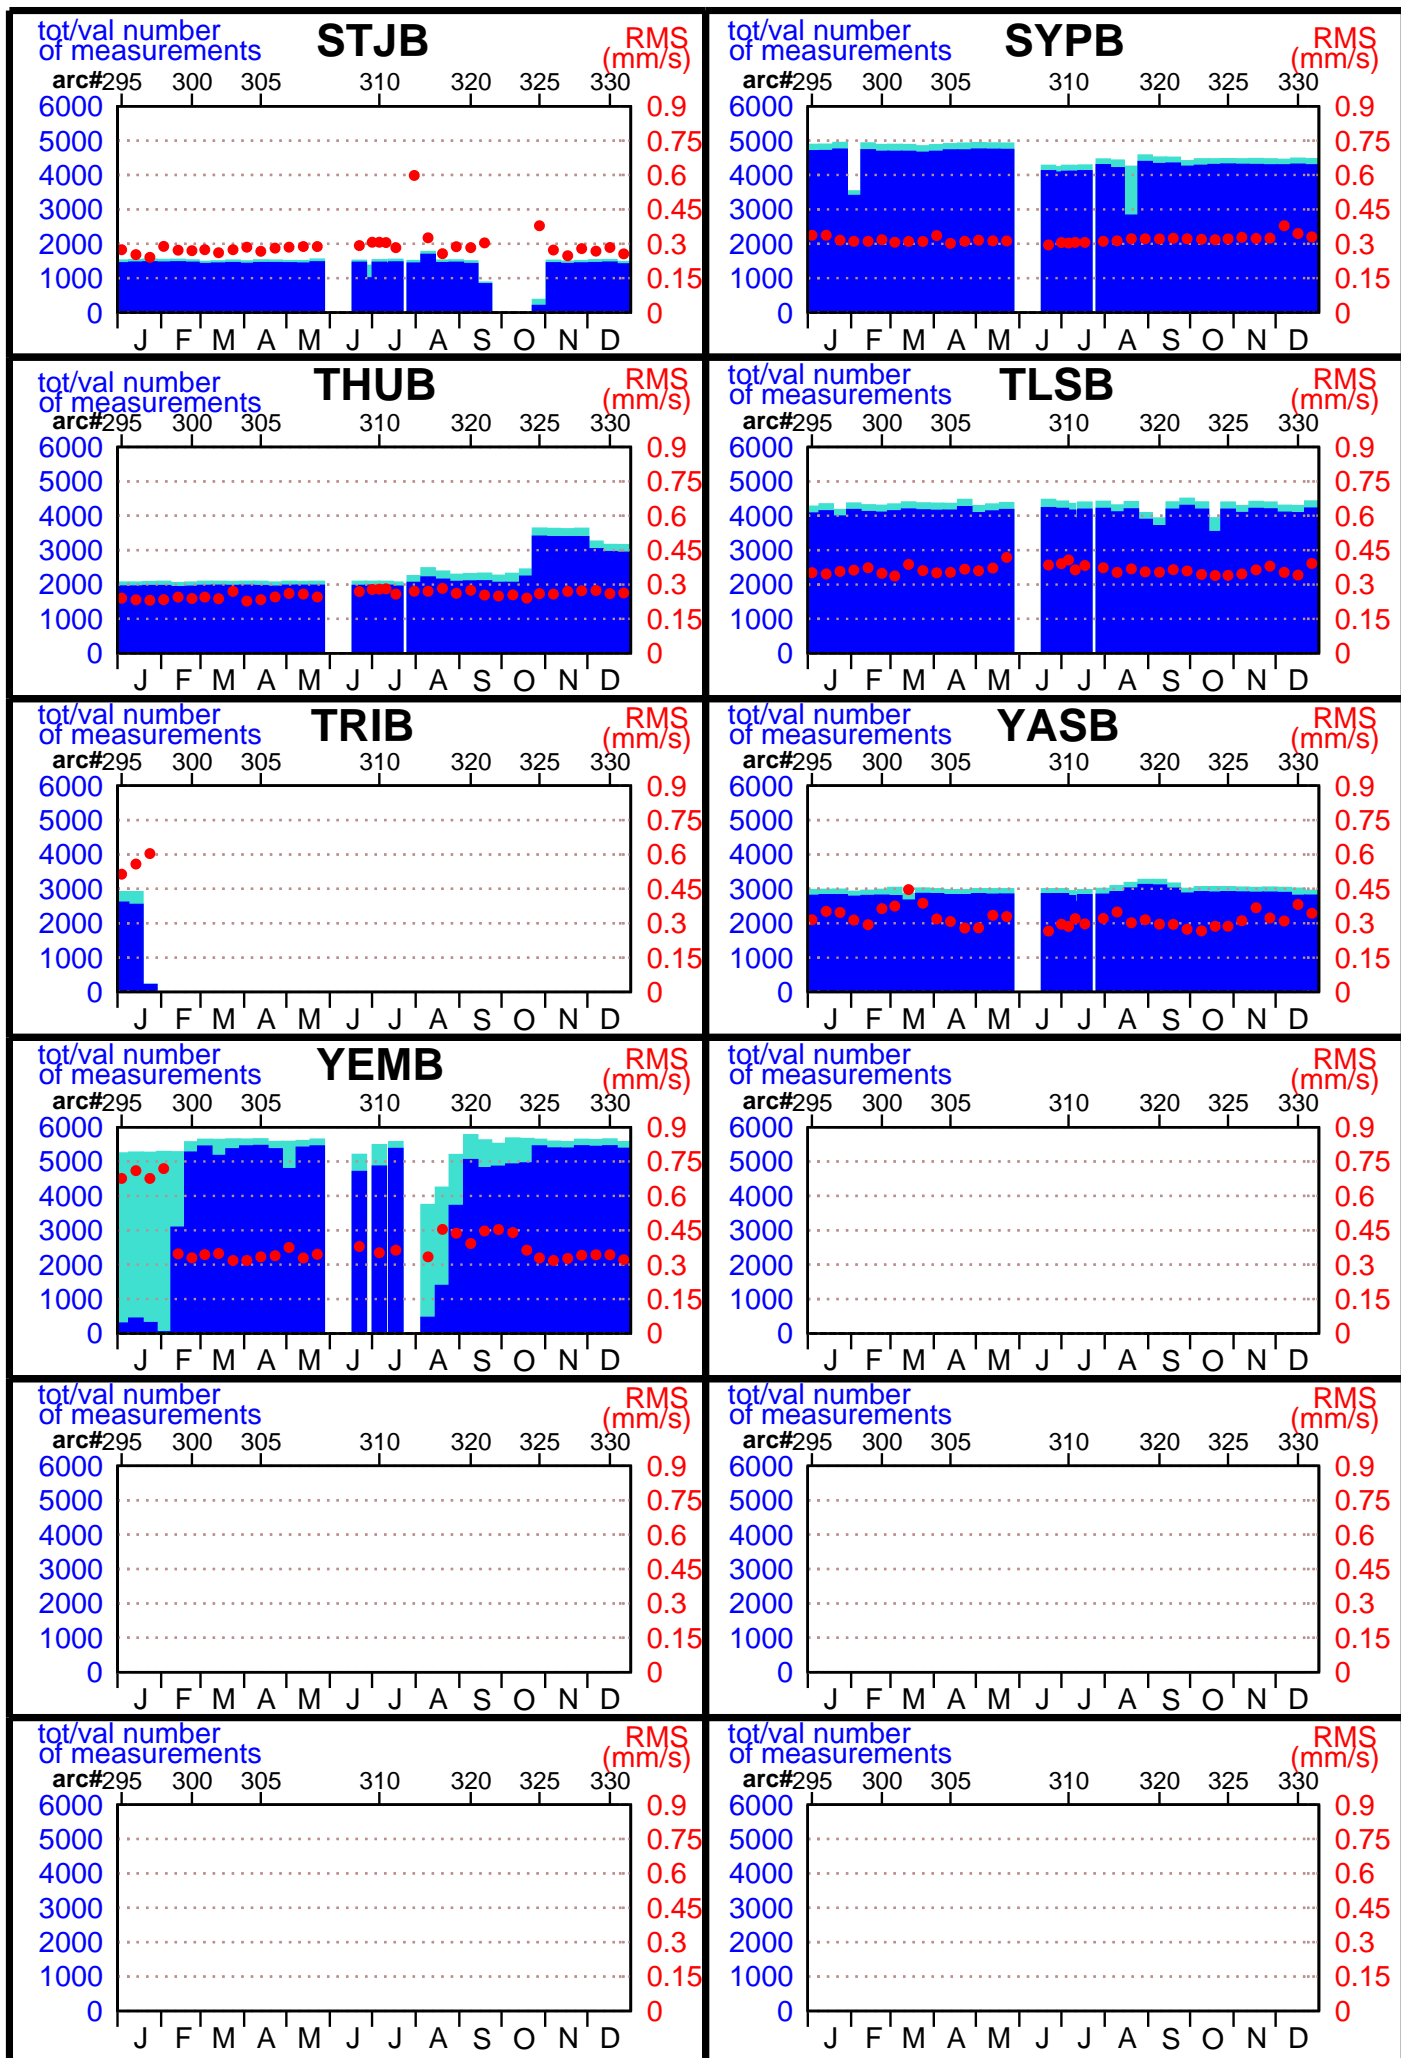 tot/val number
of measurements
STJB
RMS
(mm/s)
arc# 295 300 305 310 320 325 330
6000 0.9
5000 0.75
4000 0.6
3000 0.45
2000 0.3
1000 0.15
0 0
J F M A M J J A S O N D
tot/val number
of measurements
SYPB
RMS
(mm/s)
arc# 295 300 305 310 320 325 330
6000 0.9
5000 0.75
4000 0.6
3000 0.45
2000 0.3
1000 0.15
0 0
J F M A M J J A S O N D
tot/val number
of measurements
THUB
RMS
(mm/s)
arc# 295 300 305 310 320 325 330
6000 0.9
5000 0.75
4000 0.6
3000 0.45
2000 0.3
1000 0.15
0 0
J F M A M J J A S O N D
tot/val number
of measurements
TLSB
RMS
(mm/s)
arc# 295 300 305 310 320 325 330
6000 0.9
5000 0.75
4000 0.6
3000 0.45
2000 0.3
1000 0.15
0 0
J F M A M J J A S O N D
tot/val number
of measurements
TRIB
RMS
(mm/s)
arc# 295 300 305 310 320 325 330
6000 0.9
5000 0.75
4000 0.6
3000 0.45
2000 0.3
1000 0.15
0 0
J F M A M J J A S O N D
tot/val number
of measurements
YASB
RMS
(mm/s)
arc# 295 300 305 310 320 325 330
6000 0.9
5000 0.75
4000 0.6
3000 0.45
2000 0.3
1000 0.15
0 0
J F M A M J J A S O N D
tot/val number
of measurements
YEMB
RMS
(mm/s)
arc# 295 300 305 310 320 325 330
6000 0.9
5000 0.75
4000 0.6
3000 0.45
2000 0.3
1000 0.15
0 0
J F M A M J J A S O N D
tot/val number
of measurements
RMS
(mm/s)
arc# 295 300 305 310 320 325 330
6000 0.9
5000 0.75
4000 0.6
3000 0.45
2000 0.3
1000 0.15
0 0
J F M A M J J A S O N D
tot/val number
of measurements
RMS
(mm/s)
arc# 295 300 305 310 320 325 330
6000 0.9
5000 0.75
4000 0.6
3000 0.45
2000 0.3
1000 0.15
0 0
J F M A M J J A S O N D
tot/val number
of measurements
RMS
(mm/s)
arc# 295 300 305 310 320 325 330
6000 0.9
5000 0.75
4000 0.6
3000 0.45
2000 0.3
1000 0.15
0 0
J F M A M J J A S O N D
tot/val number
of measurements
RMS
(mm/s)
arc# 295 300 305 310 320 325 330
6000 0.9
5000 0.75
4000 0.6
3000 0.45
2000 0.3
1000 0.15
0 0
J F M A M J J A S O N D
tot/val number
of measurements
RMS
(mm/s)
arc# 295 300 305 310 320 325 330
6000 0.9
5000 0.75
4000 0.6
3000 0.45
2000 0.3
1000 0.15
0 0
J F M A M J J A S O N D